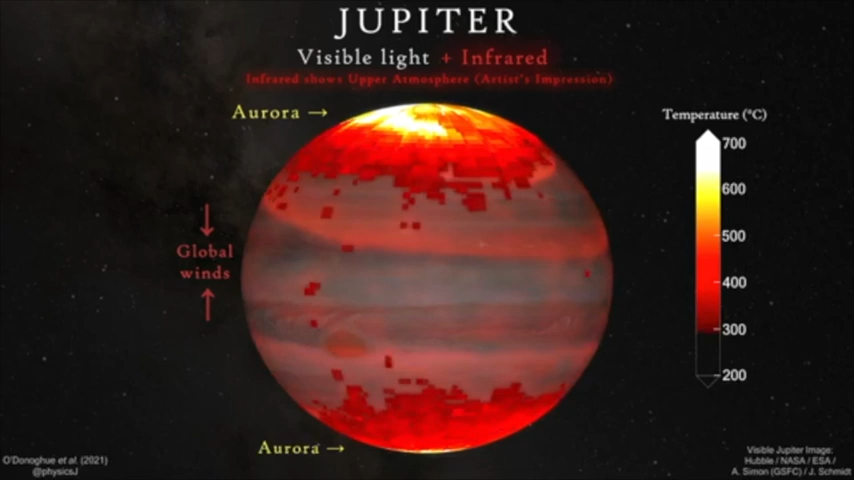 JUPITER
Visible light + Infrared
Infrared shows Upper Atmosphere (Artist's Impression)
Aurora →
Temperature (°C)
700
600
500
400
300
200
Global
winds
Aurora →
O'Donoghue et al. (2021)
@physicsJ
Visible Jupiter Image:
Hubble / NASA / ESA /
A. Simon (GSFC) / J. Schmidt